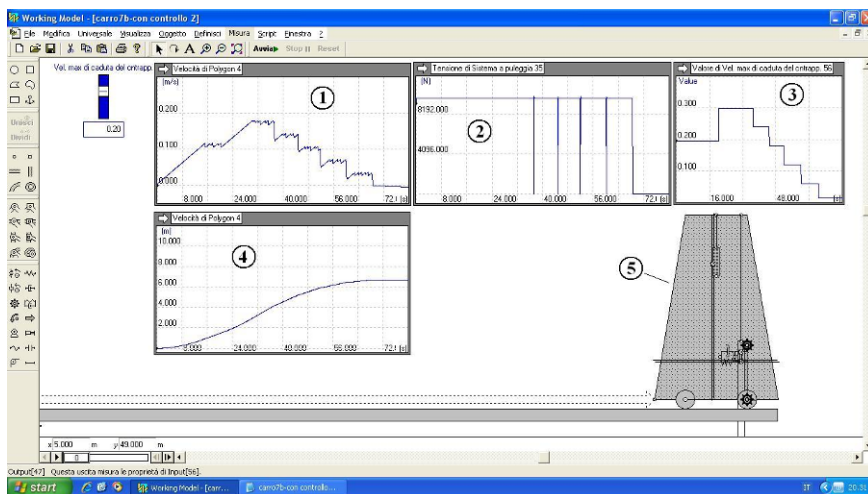 Working Model - [carro7b-con controllo 2]
File Modifica Universale Visualizza Oggetto Definisci Misura Script Finestra ?
Avvia Stop Reset
Unisci
Dividi
Vel. max di caduta del ontrapp.
0.20
Velocità di Polygon 4
[m/s]
0.200
0.100
0.000
8.000 24.000 40.000 56.000 72.( [s]
1
Tensione di Sistema a puleggia 35
[N]
8192.000
4096.000
8.000 24.000 40.000 56.000 72.( [s]
2
Valore di Vel. max di caduta del ontrapp. 56
Value
0.300
0.200
0.100
16.000 48.000 [s]
3
Velocità di Polygon 4
[m]
10.000
8.000
6.000
4.000
2.000
8.000 24.000 40.000 56.000 72.( [s]
4
5
x 5.000 m y 49.000 m
0
Output[47] Questa uscita misura le proprietà di Input[56].
start
Working Model - [carr...
carro7b-con controllo...
IT